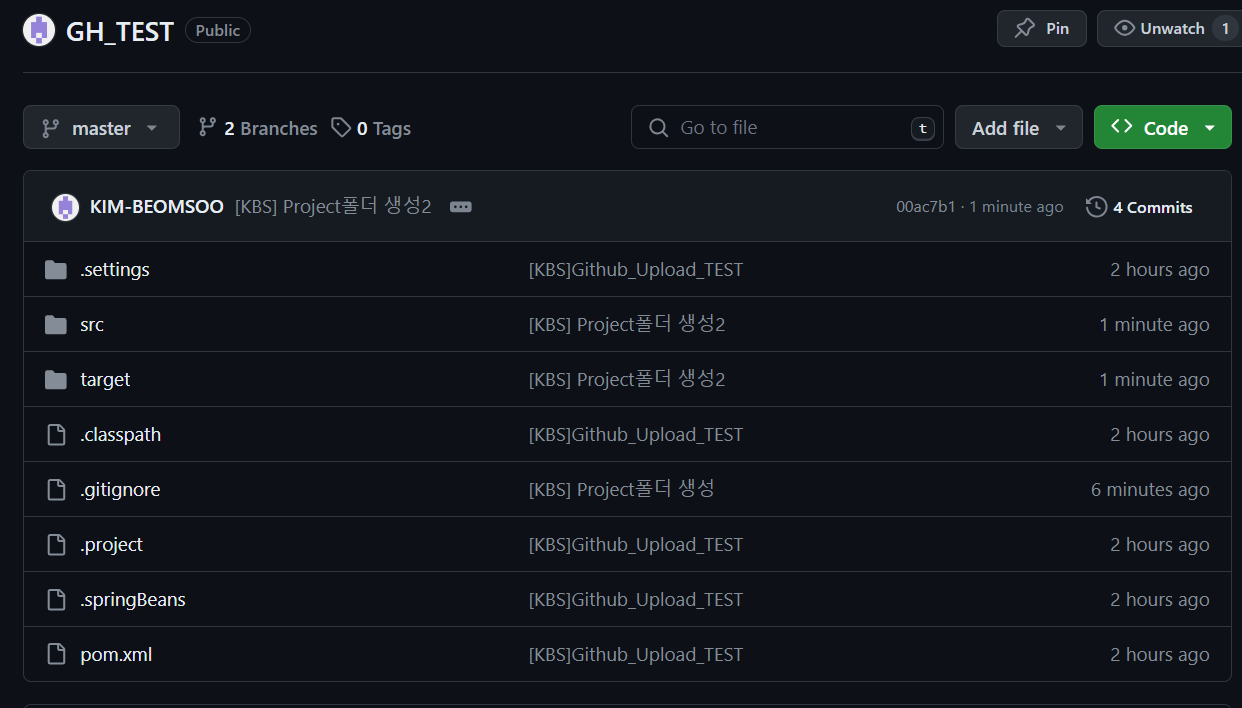 GH_TEST Public Pin Unwatch 1
master 2 Branches 0 Tags Go to file t Add file Code
KIM-BEOMSOO [KBS] Project폴더 생성2 00ac7b1 · 1 minute ago 4 Commits
.settings [KBS]Github_Upload_TEST 2 hours ago
src [KBS] Project폴더 생성2 1 minute ago
target [KBS] Project폴더 생성2 1 minute ago
.classpath [KBS]Github_Upload_TEST 2 hours ago
.gitignore [KBS] Project폴더 생성 6 minutes ago
.project [KBS]Github_Upload_TEST 2 hours ago
.springBeans [KBS]Github_Upload_TEST 2 hours ago
pom.xml [KBS]Github_Upload_TEST 2 hours ago